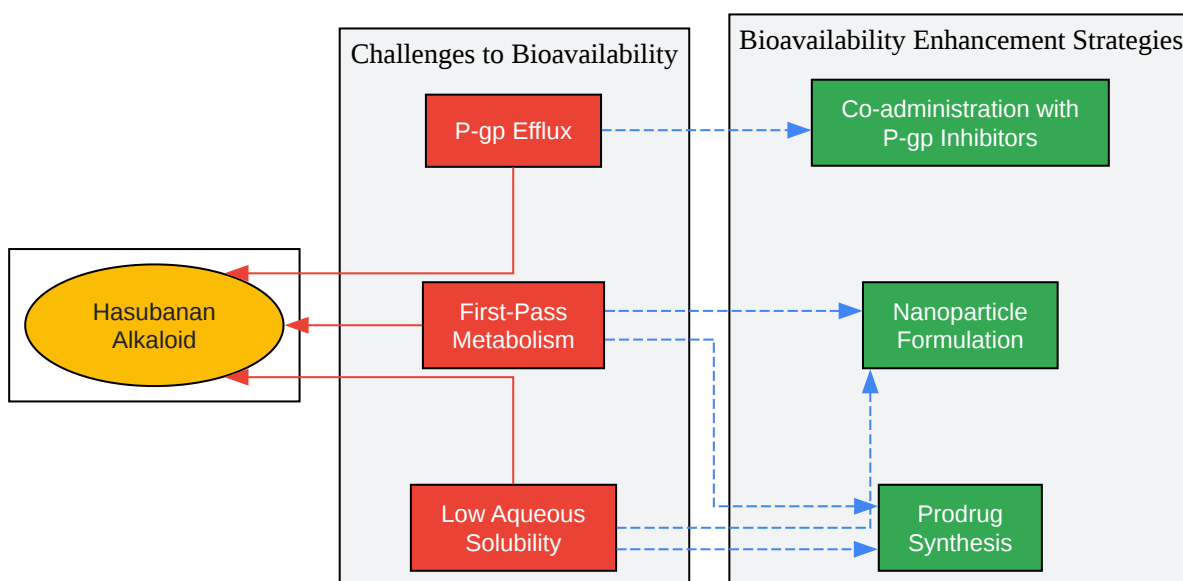 Challenges to Bioavailability
Bioavailability Enhancement Strategies
P-gp Efflux
Co-administration with
P-gp Inhibitors
Hasubanan
Alkaloid
First-Pass
Metabolism
Nanoparticle
Formulation
Low Aqueous
Solubility
Prodrug
Synthesis